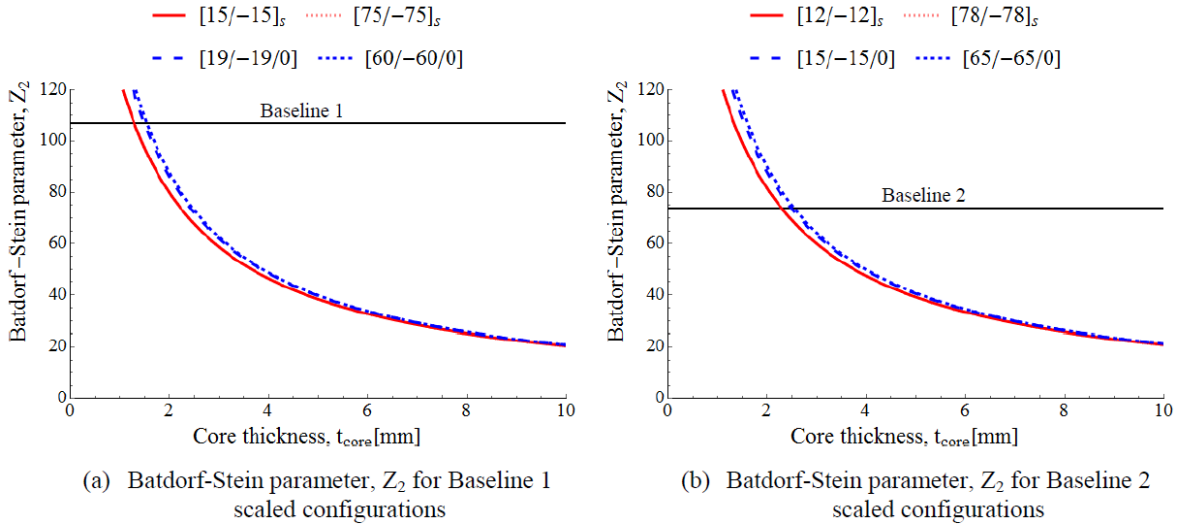 [15/−15]s
[75/−75]s
[19/−19/0]
[60/−60/0]
120
100
80
60
40
20
0
Batdorf−Stein parameter, Z2
Baseline 1
0 2 4 6 8 10
Core thickness, tcore[mm]
(a) Batdorf-Stein parameter, Z2 for Baseline 1
scaled configurations
[12/−12]s
[78/−78]s
[15/−15/0]
[65/−65/0]
120
100
80
60
40
20
0
Batdorf−Stein parameter, Z2
Baseline 2
0 2 4 6 8 10
Core thickness, tcore[mm]
(b) Batdorf-Stein parameter, Z2 for Baseline 2
scaled configurations